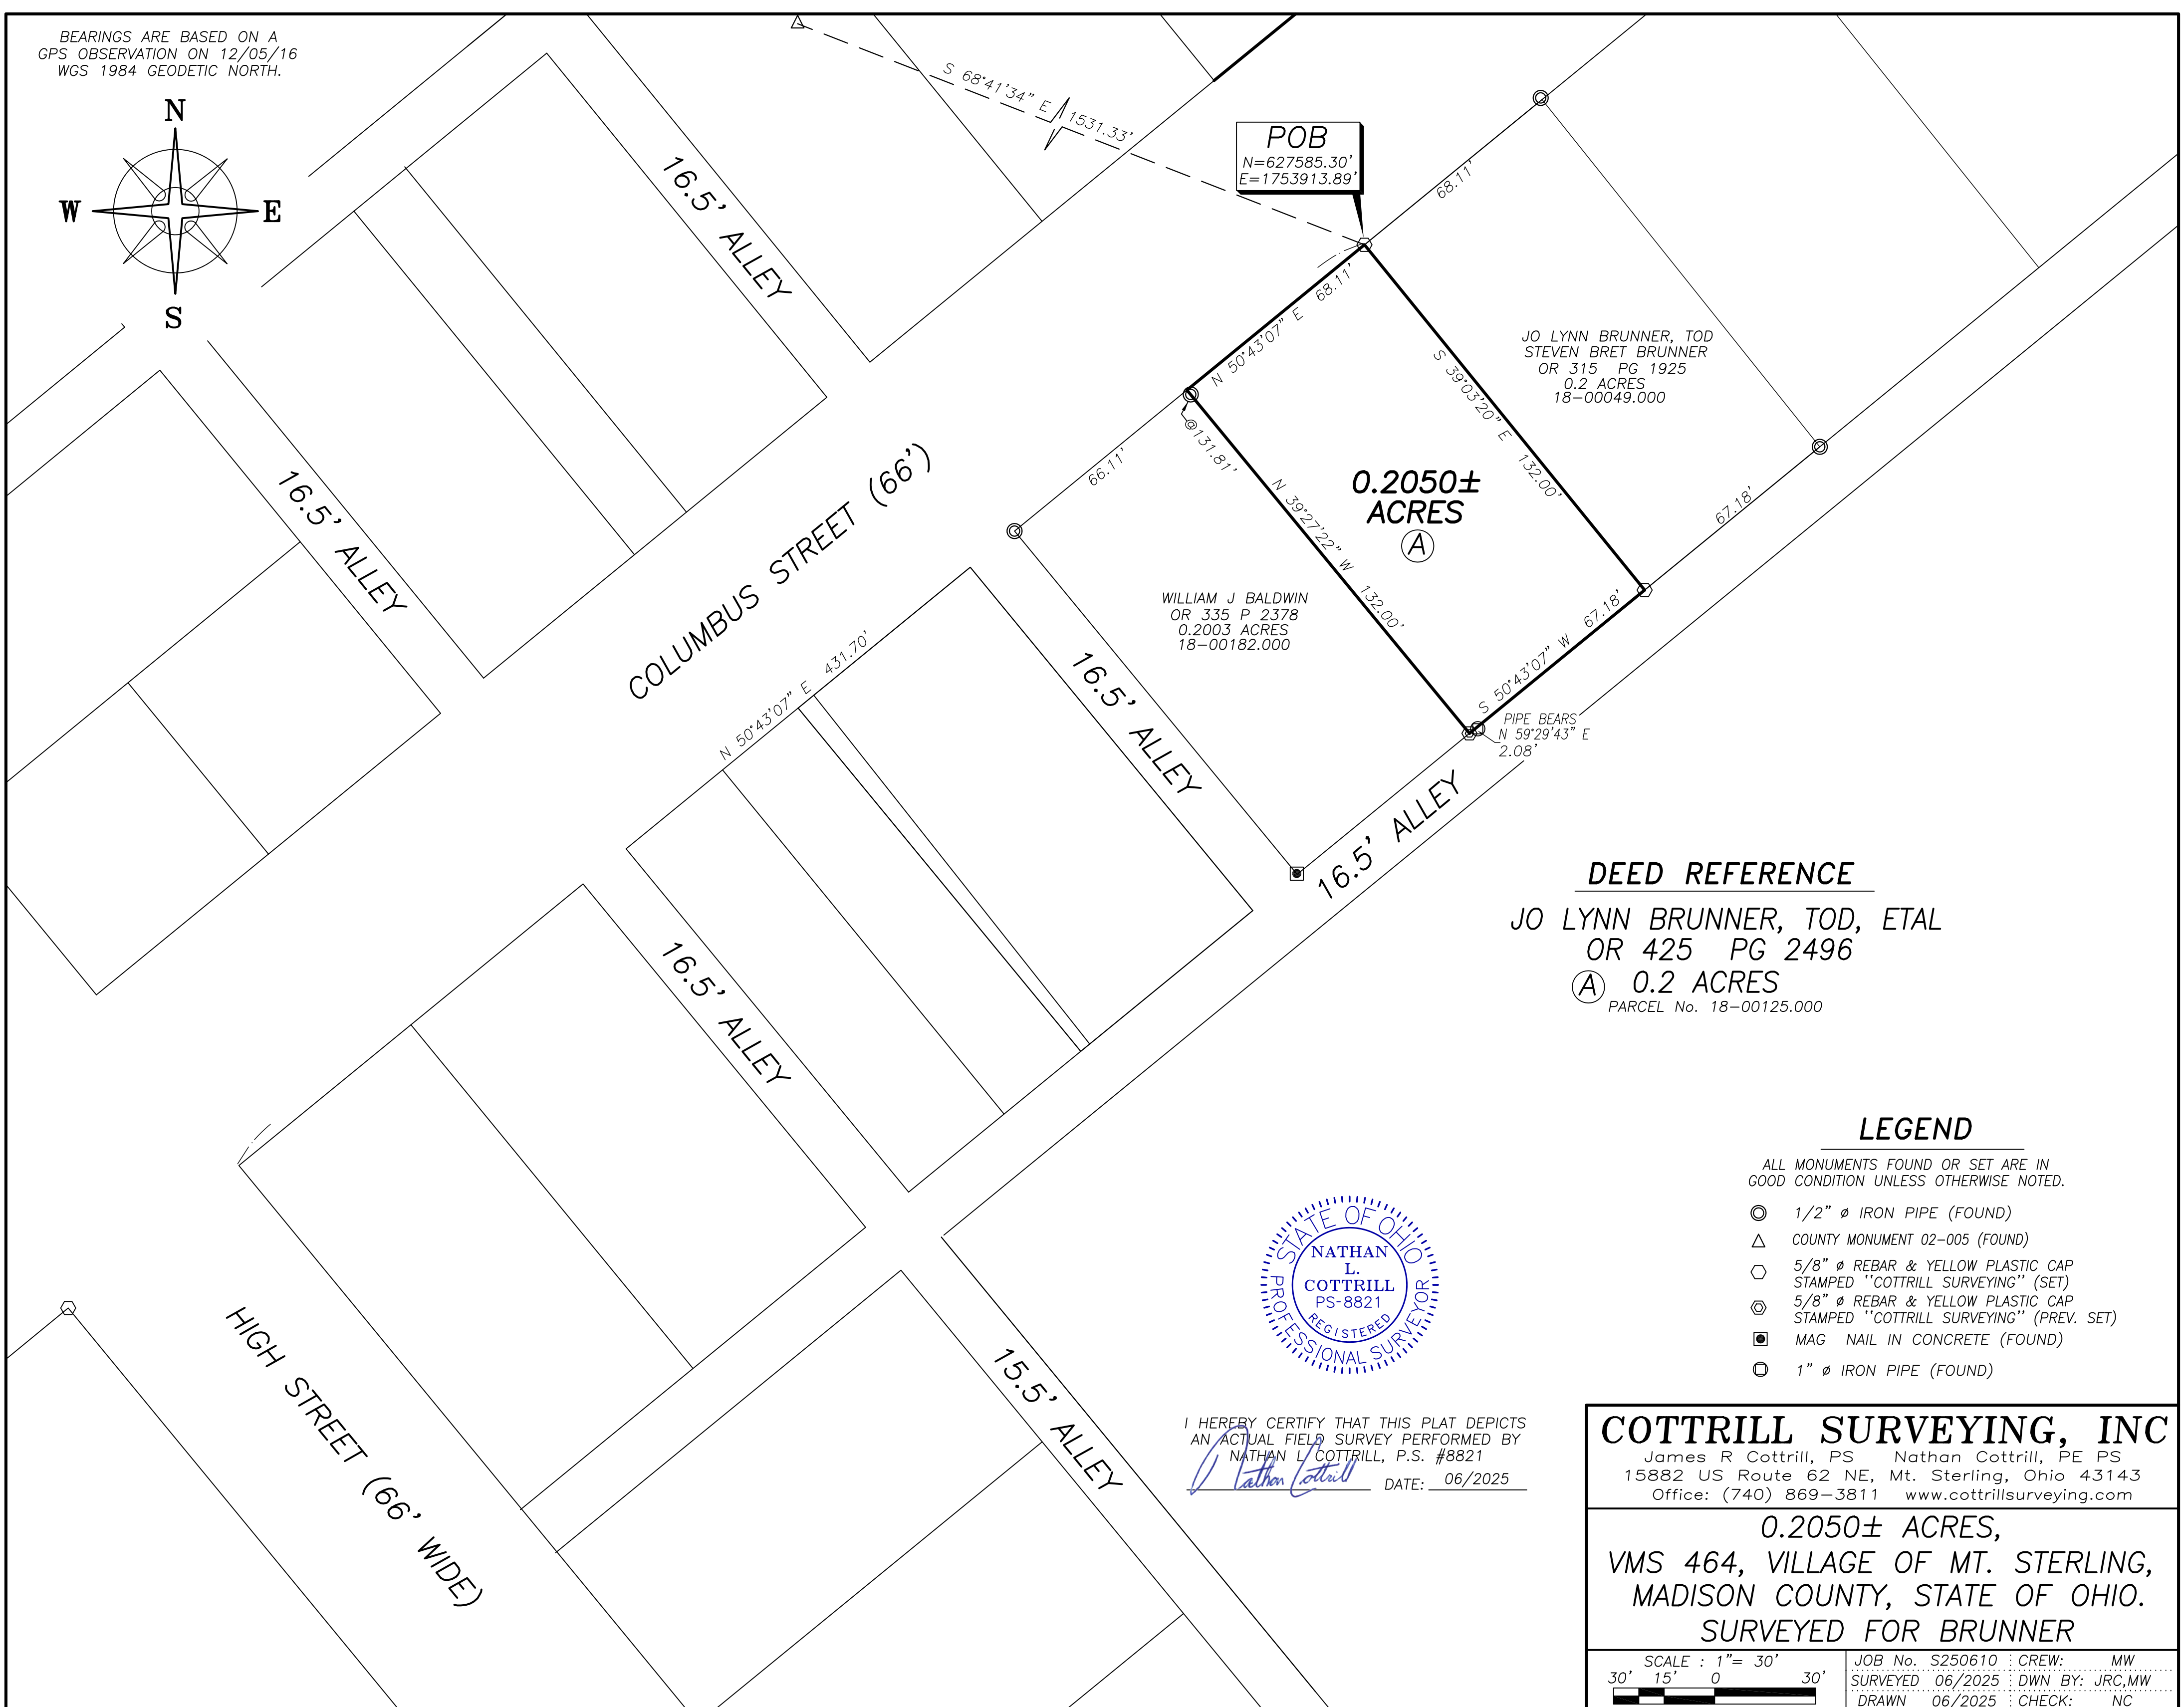 BEARINGS ARE BASED ON A
GPS OBSERVATION ON 12/05/16
WGS 1984 GEODETIC NORTH.
N
W
E
S
S 68°41'34" E
1531.33'
POB
N=627585.30'
E=1753913.89'
68.11'
16.5' ALLEY
N 50°43'07" E 68.11'
JO LYNN BRUNNER, TOD
STEVEN BRET BRUNNER
OR 315 PG 1925
0.2 ACRES
18-00049.000
S 39°03'20" E 132.00'
@131.81'
66.11'
0.2050±
ACRES
A
N 39°27'22" W 132.00'
67.18'
16.5' ALLEY
COLUMBUS STREET (66')
WILLIAM J BALDWIN
OR 335 P 2378
0.2003 ACRES
18-00182.000
S 50°43'07" W 67.18'
N 50°43'07" E 431.70'
16.5' ALLEY
PIPE BEARS
N 59°29'43" E
2.08'
16.5' ALLEY
DEED REFERENCE
JO LYNN BRUNNER, TOD, ETAL
OR 425 PG 2496
A 0.2 ACRES
PARCEL No. 18-00125.000
16.5' ALLEY
LEGEND
ALL MONUMENTS FOUND OR SET ARE IN
GOOD CONDITION UNLESS OTHERWISE NOTED.
1/2" ø IRON PIPE (FOUND)
COUNTY MONUMENT 02-005 (FOUND)
5/8" ø REBAR & YELLOW PLASTIC CAP
STAMPED "COTTRILL SURVEYING" (SET)
5/8" ø REBAR & YELLOW PLASTIC CAP
STAMPED "COTTRILL SURVEYING" (PREV. SET)
MAG NAIL IN CONCRETE (FOUND)
1" ø IRON PIPE (FOUND)
STATE OF OHIO
NATHAN
L.
COTTRILL
PS-8821
REGISTERED
PROFESSIONAL SURVEYOR
HIGH STREET (66' WIDE)
15.5' ALLEY
I HEREBY CERTIFY THAT THIS PLAT DEPICTS
AN ACTUAL FIELD SURVEY PERFORMED BY
NATHAN L COTTRILL, P.S. #8821
Nathan Cottrill
DATE: 06/2025
COTTRILL SURVEYING, INC
James R Cottrill, PS Nathan Cottrill, PE PS
15882 US Route 62 NE, Mt. Sterling, Ohio 43143
Office: (740) 869-3811 www.cottrillsurveying.com
0.2050± ACRES,
VMS 464, VILLAGE OF MT. STERLING,
MADISON COUNTY, STATE OF OHIO.
SURVEYED FOR BRUNNER
SCALE : 1"= 30'
30' 15' 0 30'
JOB No. S250610 CREW: MW
SURVEYED 06/2025 DWN BY: JRC,MW
DRAWN 06/2025 CHECK: NC